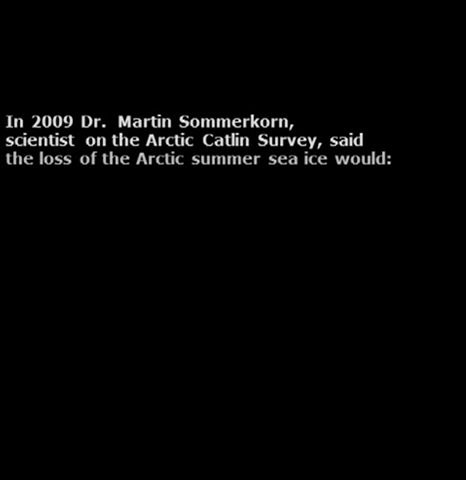 In 2009 Dr. Martin Sommerkorn,
scientist on the Arctic Catlin Survey, said
the loss of the Arctic summer sea ice would: